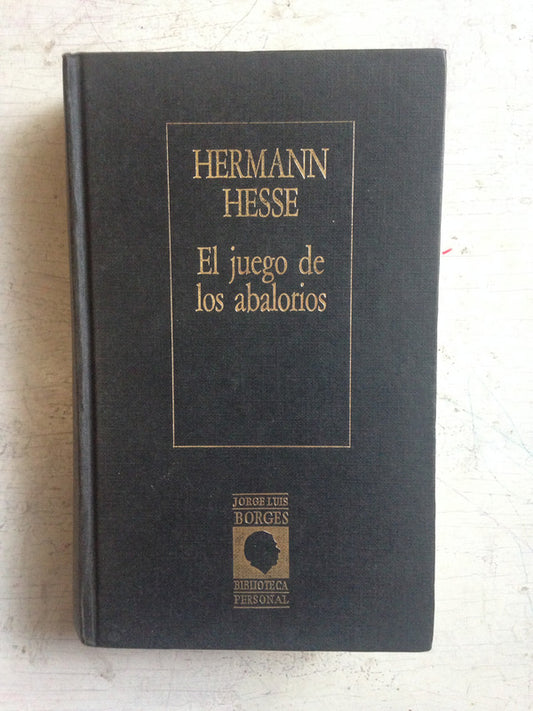 HERMANN
HESSE
El juego de
los abalorios
JORGE LUIS
BORGES
BIBLIOTECA
PERSONAL